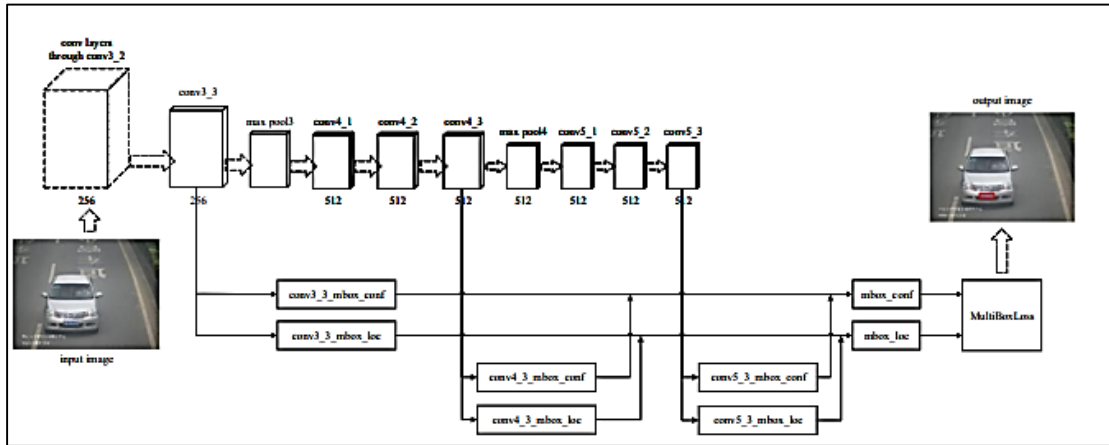 conv layers
through conv3_2
conv3_3
max pool3
conv4_1
conv4_2
conv4_3
max pool4
conv5_1
conv5_2
conv5_3
output image
256
256
512
512
512
512
512
512
512
input image
conv3_3_mbox_conf
mbox_conf
MultiBoxLoss
conv3_3_mbox_loc
mbox_loc
conv4_3_mbox_conf
conv5_3_mbox_conf
conv4_3_mbox_loc
conv5_3_mbox_loc